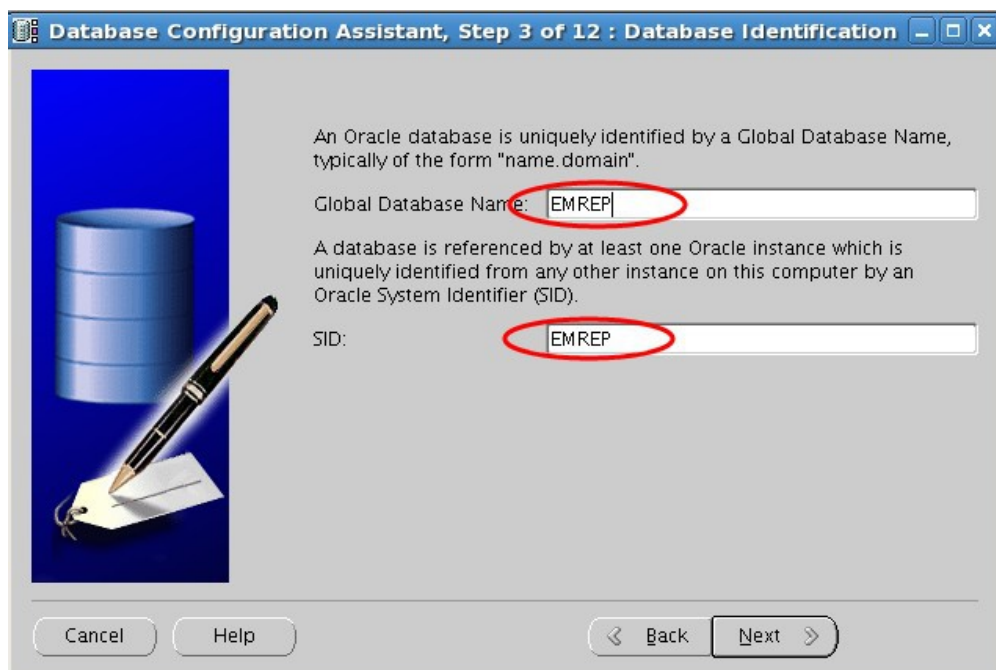 Database Configuration Assistant, Step 3 of 12 : Database Identification
An Oracle database is uniquely identified by a Global Database Name,
typically of the form "name.domain".
Global Database Name: EMREP
A database is referenced by at least one Oracle instance which is
uniquely identified from any other instance on this computer by an
Oracle System Identifier (SID).
SID: EMREP
Cancel Help Back Next